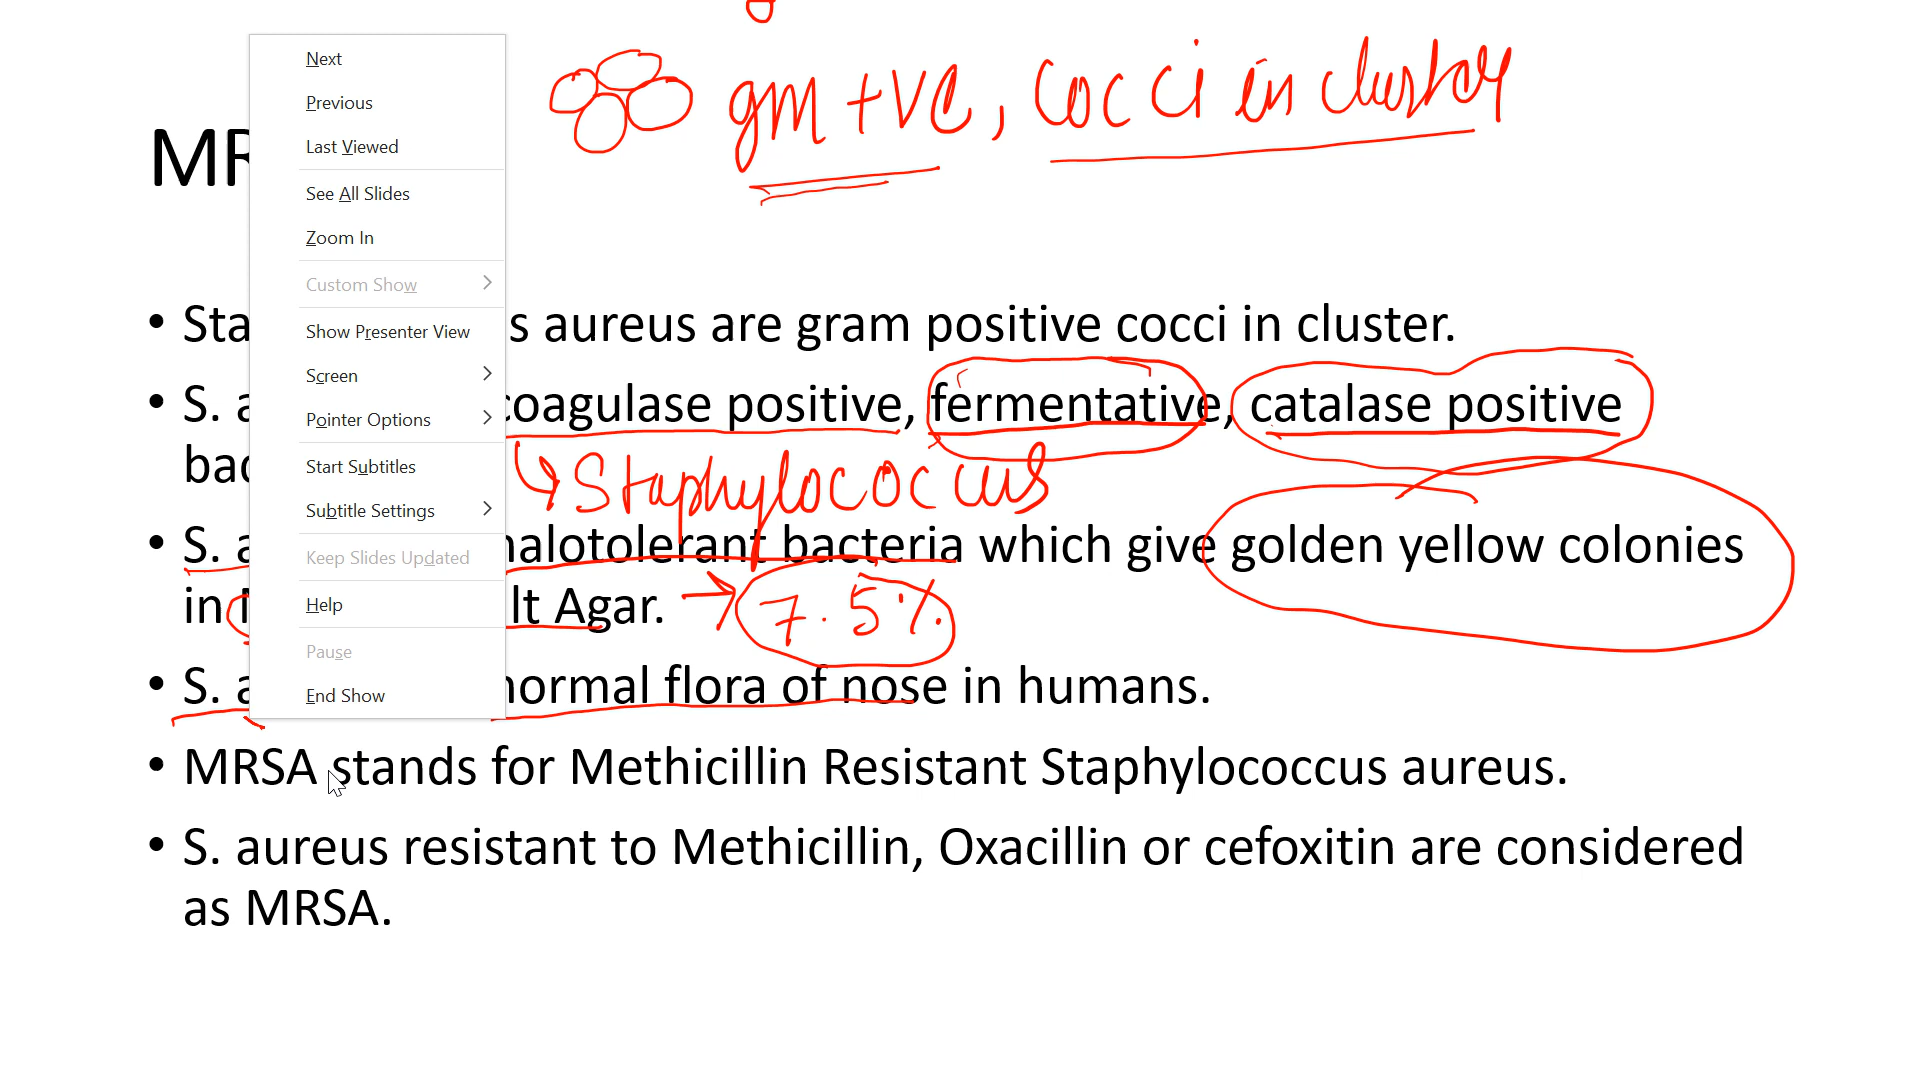 gm +ve, cocci in cluster
MR
Sta s aureus are gram positive cocci in cluster.
S. a coagulase positive, fermentative, catalase positive
bac
Staphylococcus
S. a halotolerant bacteria which give golden yellow colonies
in lt Agar. → 7.5%
S. a normal flora of nose in humans.
MRSA stands for Methicillin Resistant Staphylococcus aureus.
S. aureus resistant to Methicillin, Oxacillin or cefoxitin are considered
as MRSA.
Next
Previous
Last Viewed
See All Slides
Zoom In
Custom Show
Show Presenter View
Screen
Pointer Options
Start Subtitles
Subtitle Settings
Keep Slides Updated
Help
Pause
End Show